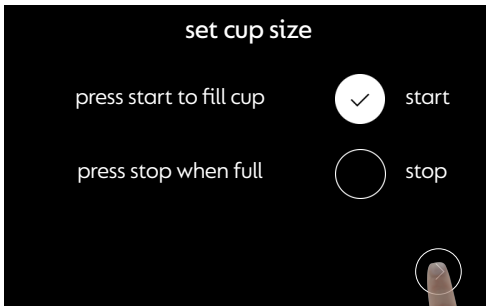 set cup size
press start to fill cup start
press stop when full stop